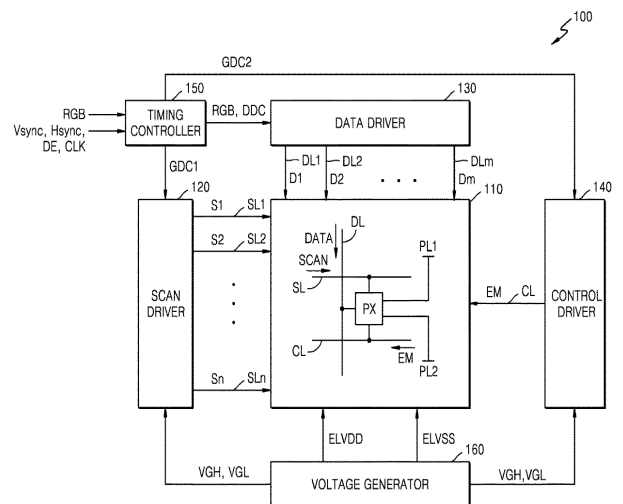 100
GDC2
150
130
RGB
TIMING CONTROLLER
RGB, DDC
DATA DRIVER
Vsync, Hsync,
DE, CLK
GDC1
DL1
DL2
DLm
D1
D2
. . .
Dm
120
110
140
S1
SL1
DL
S2
SL2
DATA
PL1
SCAN
SL
SCAN DRIVER
PX
EM
CL
CONTROL DRIVER
CL
EM
PL2
Sn
SLn
ELVDD
ELVSS
160
VGH, VGL
VOLTAGE GENERATOR
VGH,VGL